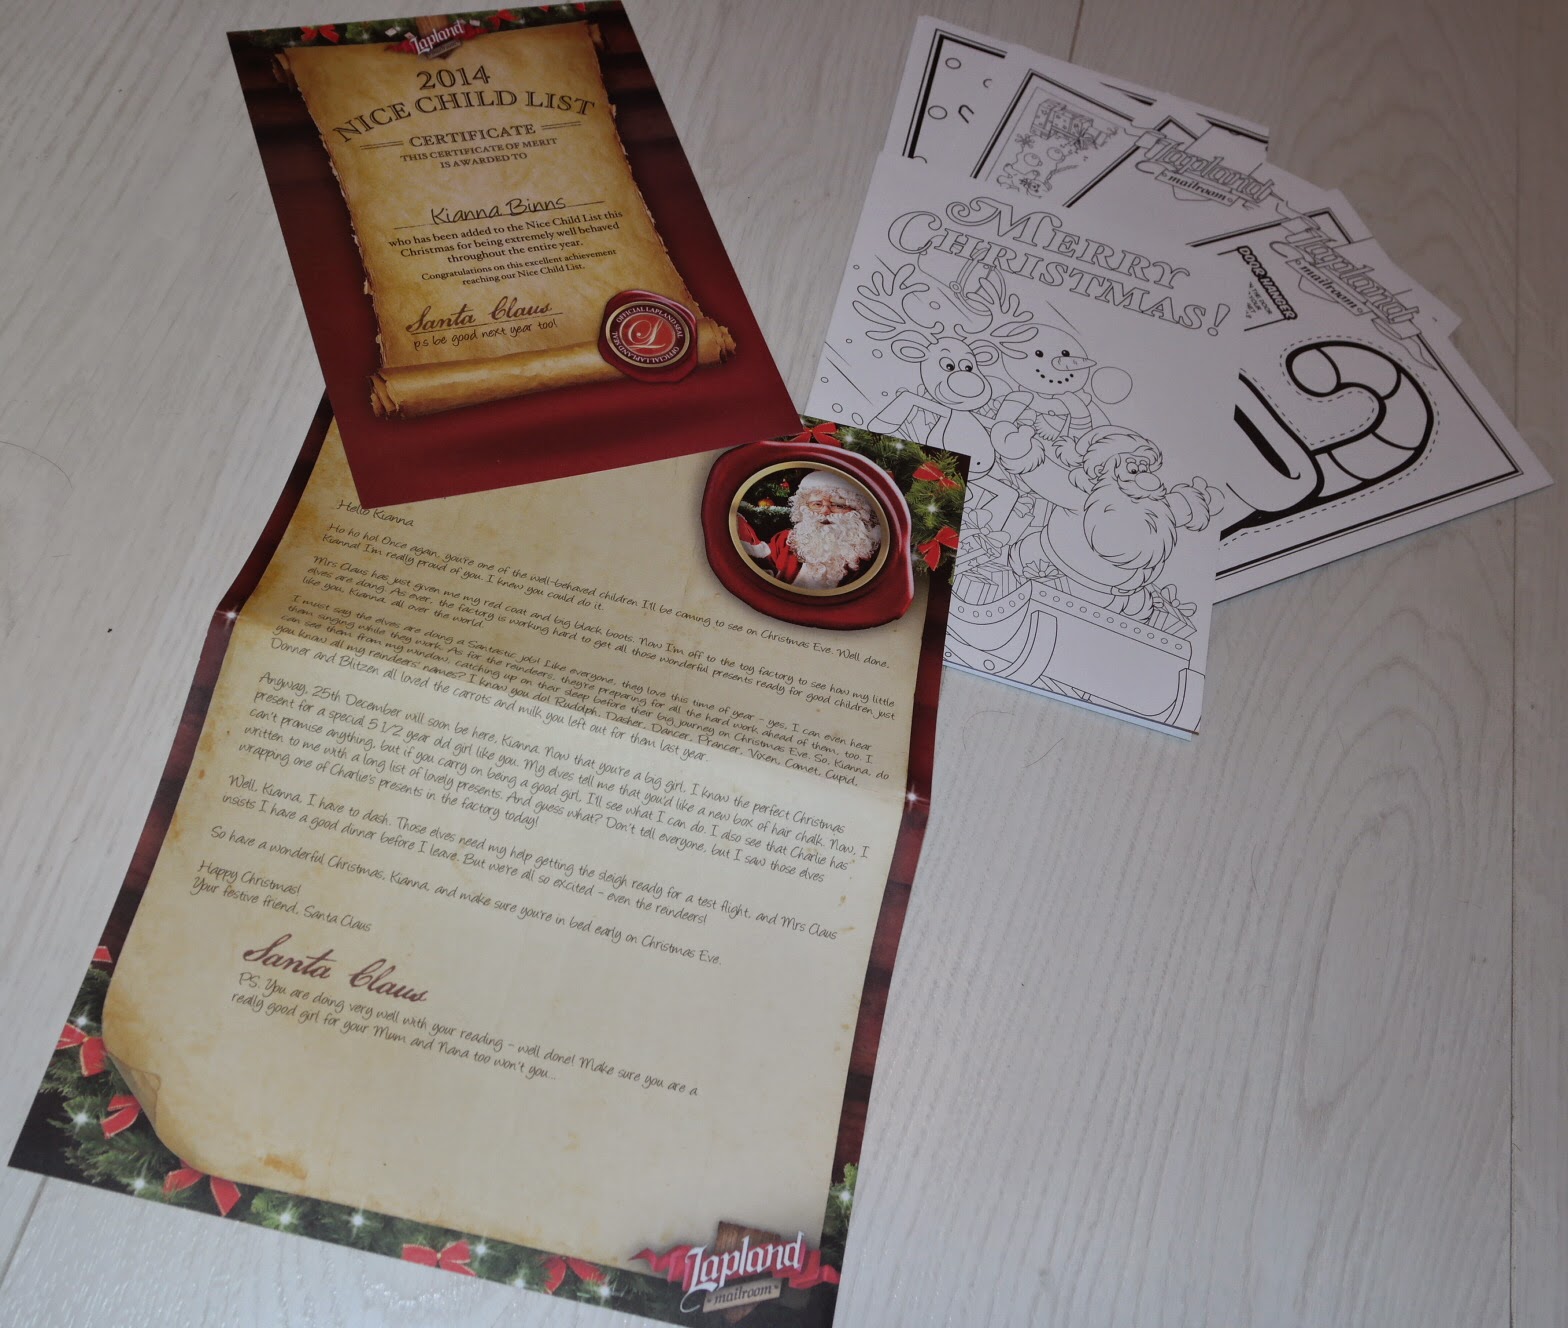 Lapland
2014
NICE CHILD LIST
CERTIFICATE
THIS CERTIFICATE OF MERIT
IS AWARDED TO
Kianna Binns
who has been added to the Nice Child List this
Christmas for being extremely well behaved
throughout the entire year.
Congratulations on this excellent achievement
reaching our Nice Child List.
Santa Claus
p.s be good next year too!
L
Hello Kianna
Ho ho ho! Once again, you're one of the well-behaved children I'll be coming to see on Christmas Eve. Well done,
Kianna! I'm really proud of you. I knew you could do it.
Mrs Claus has just given me my red coat and big black boots. Now I'm off to the toy factory to see how my little
elves are doing. As ever the factory is working hard to get all those wonderful presents ready for good children, just
like you, Kianna, all over the world.
I must say the elves are doing a Santastic job! Like everyone, they love this time of year - yes, I can even hear
them singing while they work. As for the reindeers, they're preparing for all the hard work ahead of them, too. I
can see them from my window, catching up on their sleep before their big journey on Christmas Eve. So, Kianna, do
you know all my reindeers' names? I know you do! Rudolph, Dasher, Dancer, Prancer, Vixen, Comet, Cupid,
Donner and Blitzen all loved the carrots and milk you left out for them last year.
Anyway, 25th December will soon be here, Kianna. Now that you're a big girl, I know the perfect Christmas
present for a special 5 1/2 year old girl like you. My elves tell me that you'd like a new box of hair chalk. Now, I
can't promise anything, but if you carry on being a good girl, I'll see what I can do. I also see that Charlie has
written to me with a long list of lovely presents. And guess what? Don't tell everyone, but I saw those elves
wrapping one of Charlie's presents in the factory today!
Well, Kianna, I have to dash. Those elves need my help getting the sleigh ready for a test flight, and Mrs Claus
insists I have a good dinner before I leave. But we're all so excited - even the reindeers!
So have a wonderful Christmas, Kianna, and make sure you're in bed early on Christmas Eve.
Happy Christmas!
Your festive friend, Santa Claus
Santa Claus
PS: You are doing very well with your reading - well done! Make sure you are a
really good girl for your Mum and Nana too won't you...
Lapland
mailroom
MERRY
CHRISTMAS!
Lapland
mailroom
Lapland
mailroom